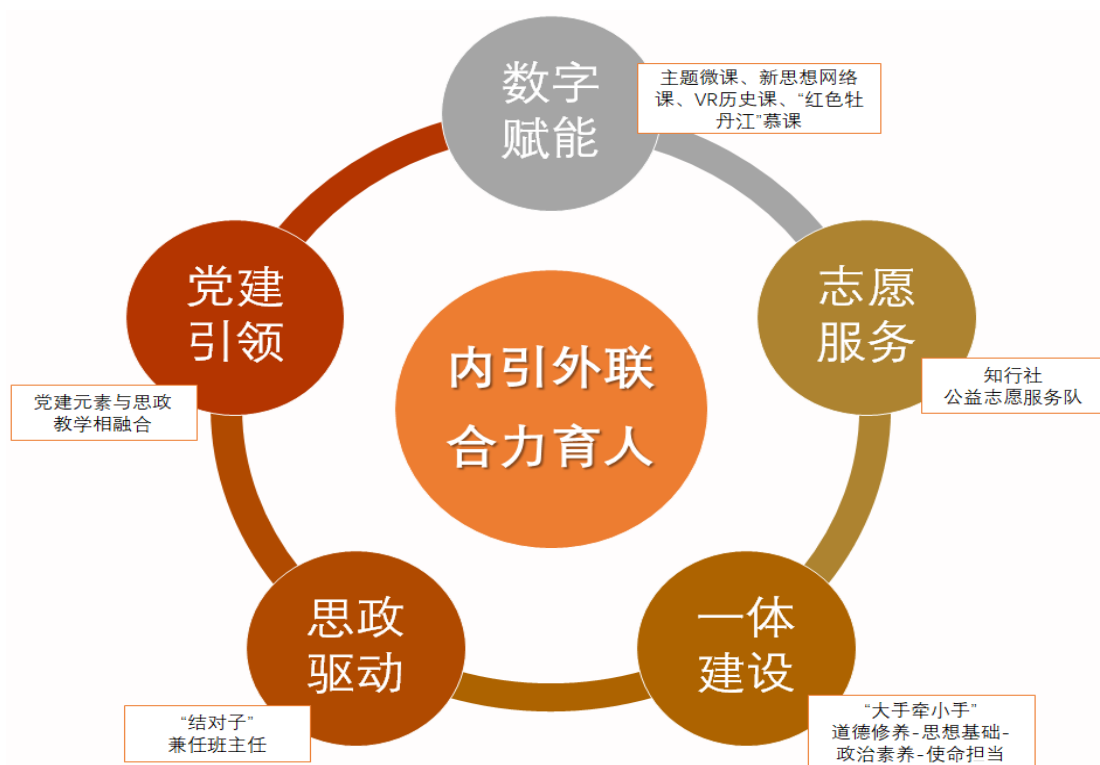 数字
赋能
主题微课、新思想网络
课、VR历史课、“红色牡
丹江”慕课
党建
引领
党建元素与思政
教学相融合
志愿
服务
知行社
公益志愿服务队
内引外联
合力育人
思政
驱动
“结对子”
兼任班主任
一体
建设
“大手牵小手”
道德修养-思想基础-
政治素养-使命担当